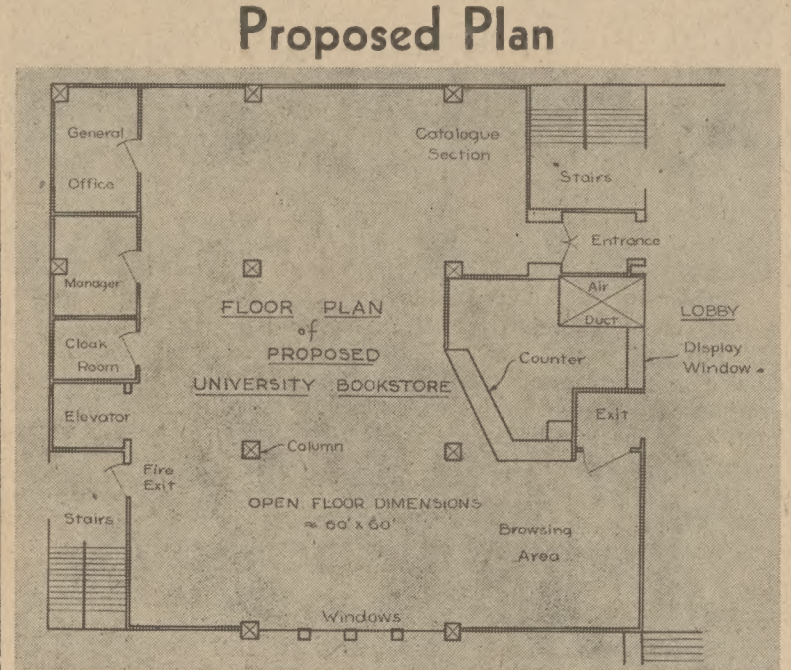 Proposed Plan
General
Office
Catalogue
Section
Stairs
Entrance
Manager
Air
Duct
LOBBY
FLOOR PLAN
of
PROPOSED
UNIVERSITY BOOKSTORE
Cloak
Room
Counter
Display
Window
Elevator
Exit
Column
Fire
Exit
OPEN FLOOR DIMENSIONS
≈ 60' x 60'
Stairs
Browsing
Area
Windows